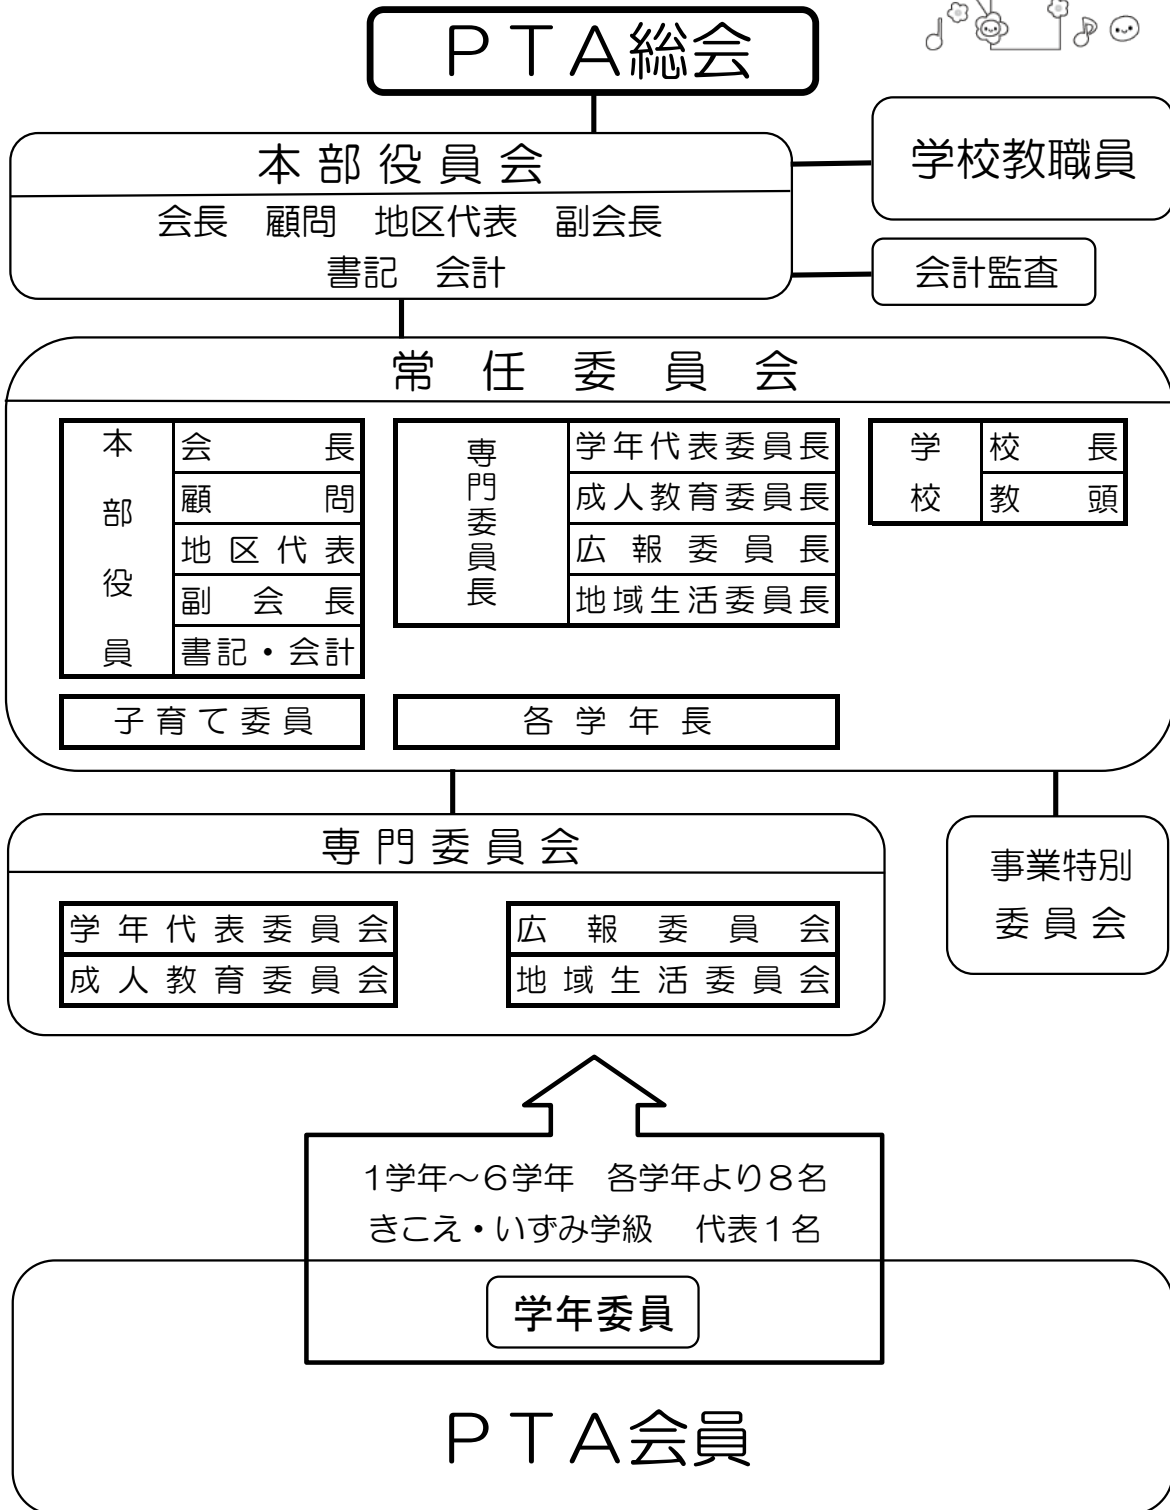 ＰＴＡ総会
本部役員会
会長　顧問　地区代表　副会長
書記　会計
学校教職員
会計監査
常任委員会
本部役員
会長
顧問
地区代表
副会長
書記・会計
専門委員長
学年代表委員長
成人教育委員長
広報委員長
地域生活委員長
学校
校長
教頭
子育て委員
各学年長
専門委員会
学年代表委員会
成人教育委員会
広報委員会
地域生活委員会
事業特別
委員会
1学年～６学年　各学年より８名
きこえ・いずみ学級　代表１名
学年委員
ＰＴＡ会員